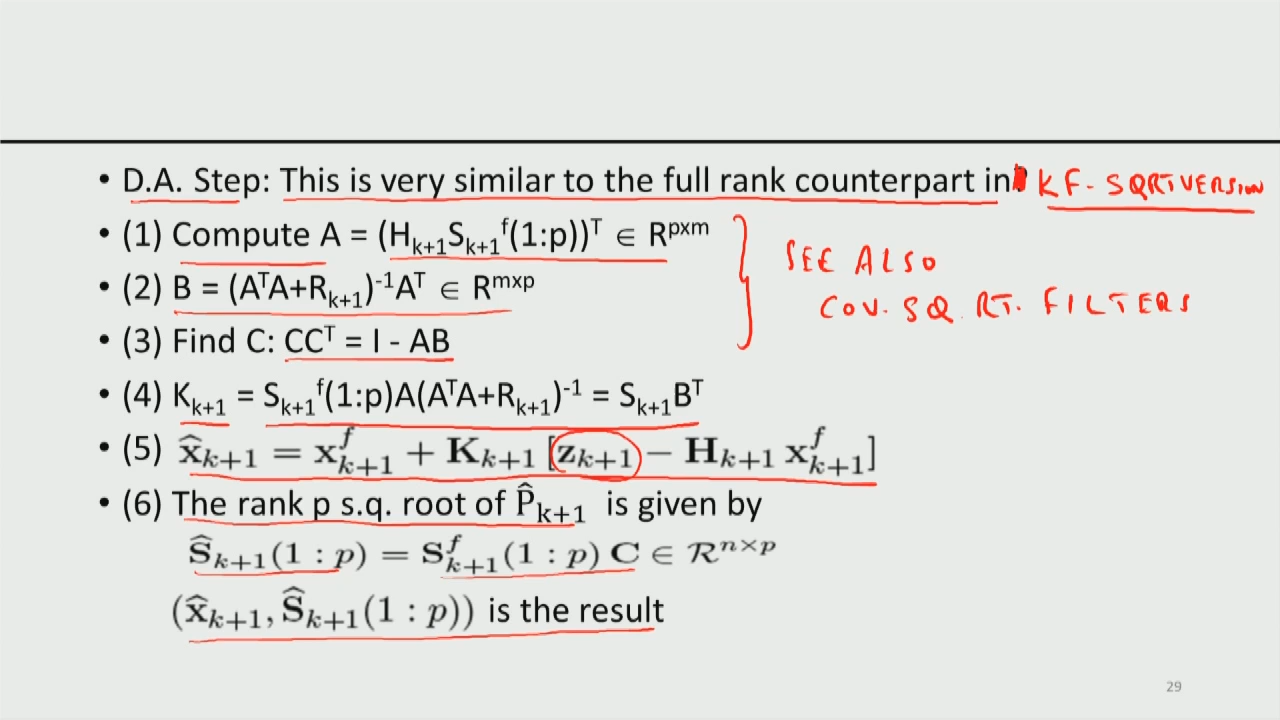 • D.A. Step: This is very similar to the full rank counterpart in KF- SQRT VERSION
• (1) Compute A = (Hₖ₊₁Sₖ₊₁ᶠ(1:p))ᵀ ∈ Rᵖˣᵐ
• (2) B = (AᵀA+Rₖ₊₁)⁻¹Aᵀ ∈ Rᵐˣᵖ
SEE ALSO
COV. SQ. RT. FILTERS
• (3) Find C: CCᵀ = I - AB
• (4) Kₖ₊₁ = Sₖ₊₁ᶠ(1:p)A(AᵀA+Rₖ₊₁)⁻¹ = Sₖ₊₁Bᵀ
• (5) x̂ₖ₊₁ = xᶠₖ₊₁ + Kₖ₊₁ [zₖ₊₁ − Hₖ₊₁ xᶠₖ₊₁]
• (6) The rank p s.q. root of P̂ₖ₊₁ is given by
Ŝₖ₊₁(1 : p) = Sᶠₖ₊₁(1 : p) C ∈ ℛⁿˣᵖ
(x̂ₖ₊₁, Ŝₖ₊₁(1 : p)) is the result
29